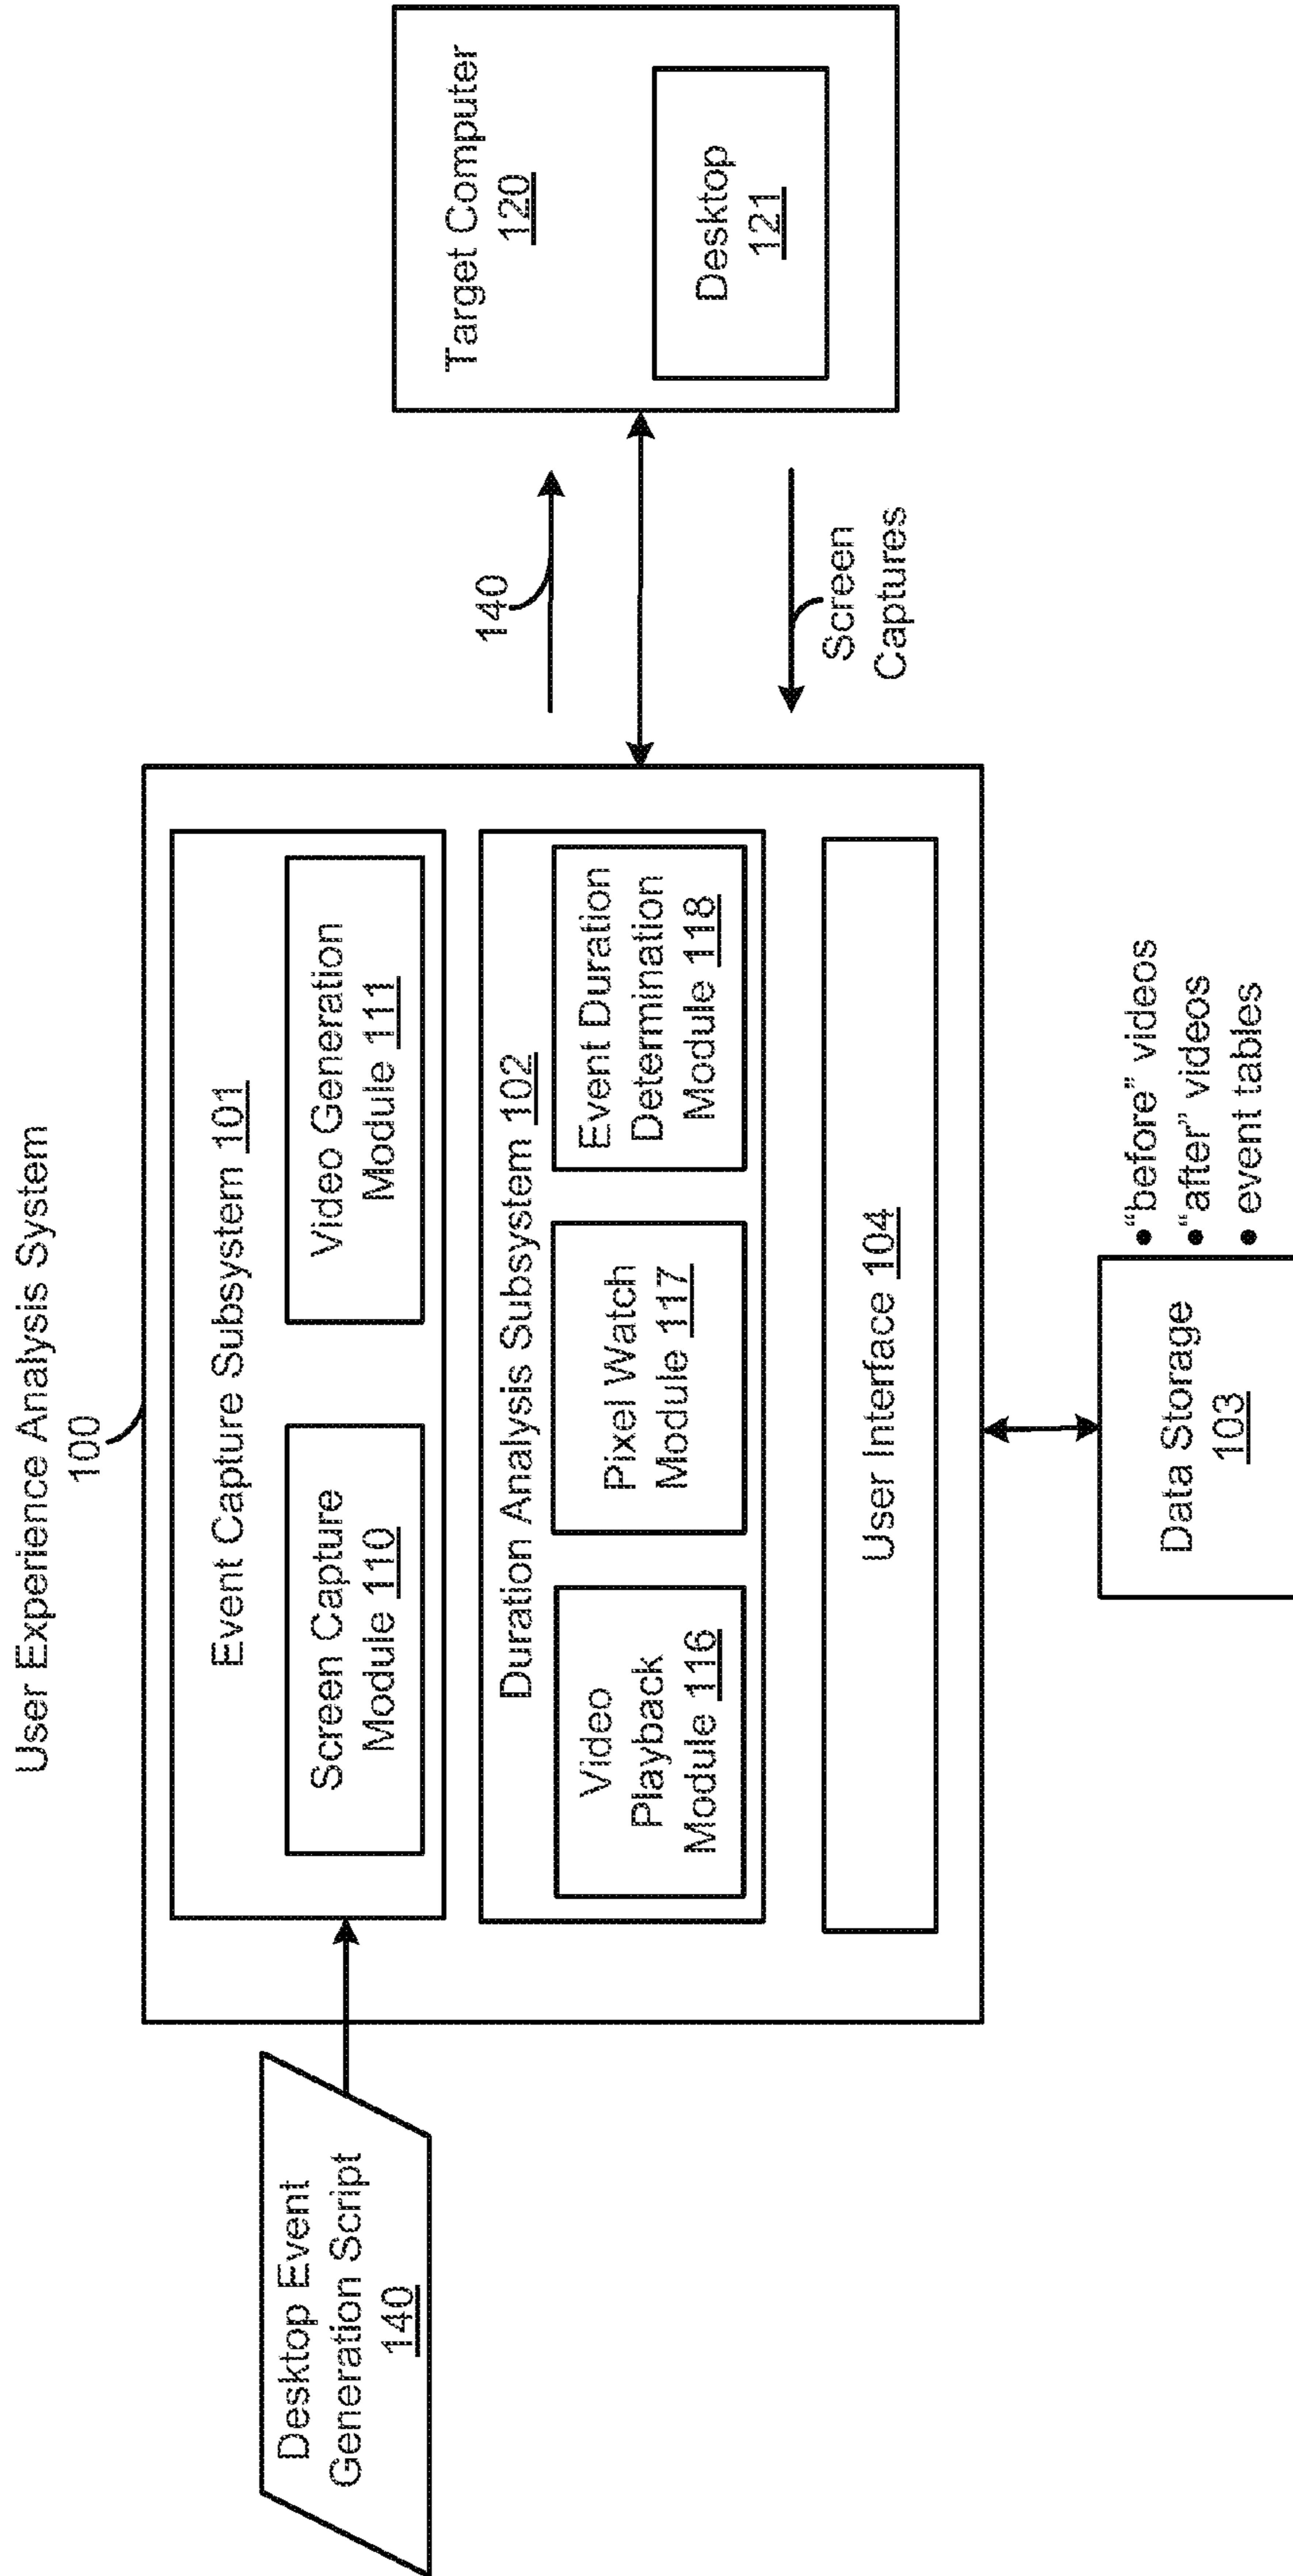 User Experience Analysis System
100
Desktop Event
Generation Script
140
Event Capture Subsystem 101
Screen Capture
Module 110
Video Generation
Module 111
Duration Analysis Subsystem 102
Video
Playback
Module 116
Pixel Watch
Module 117
Event Duration
Determination
Module 118
User Interface 104
140
Screen
Captures
Target Computer
120
Desktop
121
Data Storage
103
• "before" videos
• "after" videos
• event tables